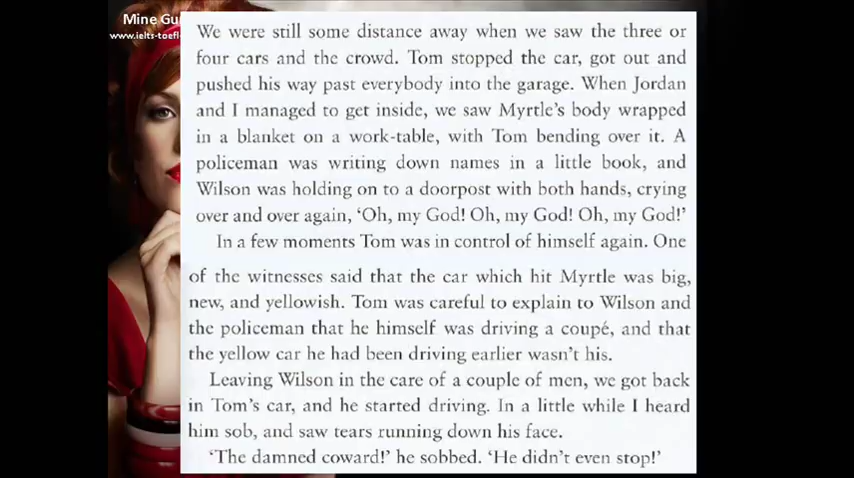 Mine Gu
www.ielts-toefl-
We were still some distance away when we saw the three or
four cars and the crowd. Tom stopped the car, got out and
pushed his way past everybody into the garage. When Jordan
and I managed to get inside, we saw Myrtle's body wrapped
in a blanket on a work-table, with Tom bending over it. A
policeman was writing down names in a little book, and
Wilson was holding on to a doorpost with both hands, crying
over and over again, ‘Oh, my God! Oh, my God! Oh, my God!’
In a few moments Tom was in control of himself again. One
of the witnesses said that the car which hit Myrtle was big,
new, and yellowish. Tom was careful to explain to Wilson and
the policeman that he himself was driving a coupé, and that
the yellow car he had been driving earlier wasn't his.
Leaving Wilson in the care of a couple of men, we got back
in Tom's car, and he started driving. In a little while I heard
him sob, and saw tears running down his face.
‘The damned coward!’ he sobbed. ‘He didn't even stop!’